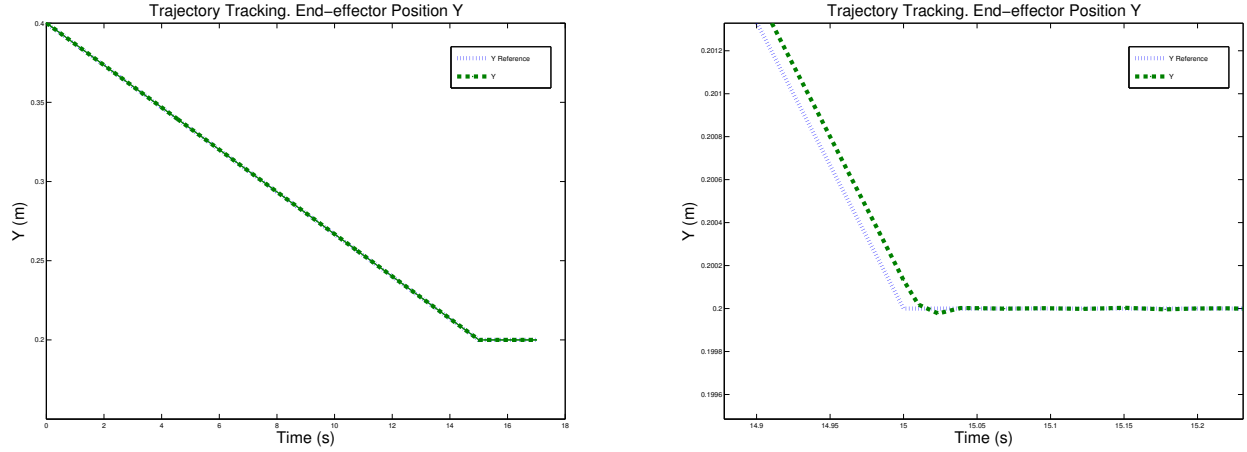 Trajectory Tracking. End-effector Position Y
0.4
0.35
0.3
0.25
0.2
Y (m)
Y Reference
Y
0 2 4 6 8 10 12 14 16 18
Time (s)
Trajectory Tracking. End-effector Position Y
0.2012
0.201
0.2008
0.2006
0.2004
0.2002
0.2
0.1998
0.1996
Y (m)
Y Reference
Y
14.9 14.95 15 15.05 15.1 15.15 15.2
Time (s)